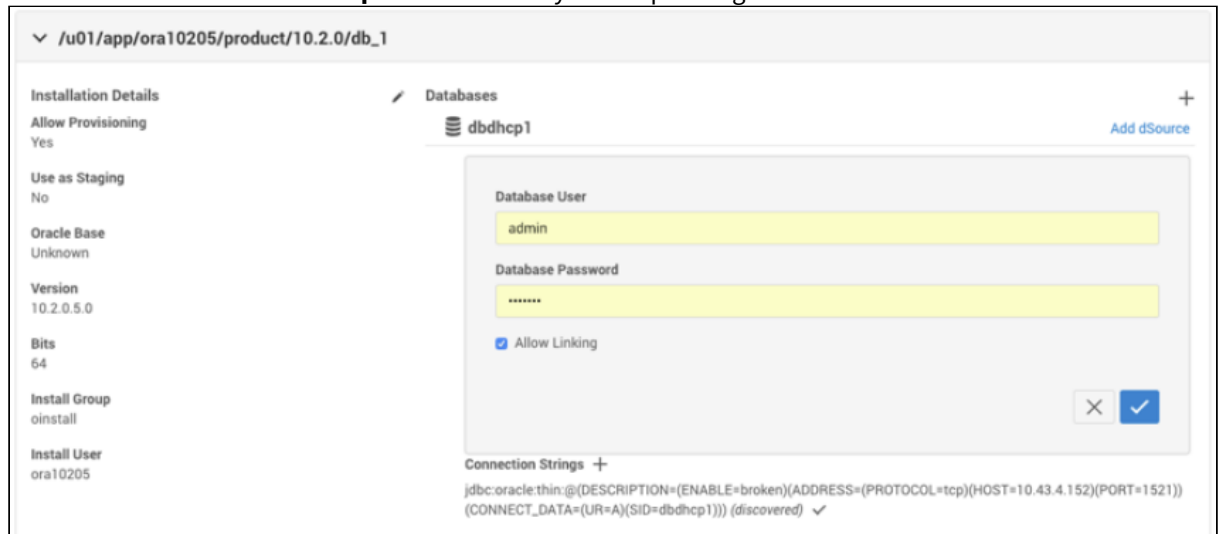 /u01/app/ora10205/product/10.2.0/db_1
Installation Details
Allow Provisioning
Yes
Use as Staging
No
Oracle Base
Unknown
Version
10.2.0.5.0
Bits
64
Install Group
oinstall
Install User
ora10205
Databases
dbdhcp1
Add dSource
Database User
admin
Database Password
•••••••
Allow Linking
Connection Strings +
jdbc:oracle:thin:@(DESCRIPTION=(ENABLE=broken)(ADDRESS=(PROTOCOL=tcp)(HOST=10.43.4.152)(PORT=1521))
(CONNECT_DATA=(UR=A)(SID=dbdhcp1))) (discovered) ✓